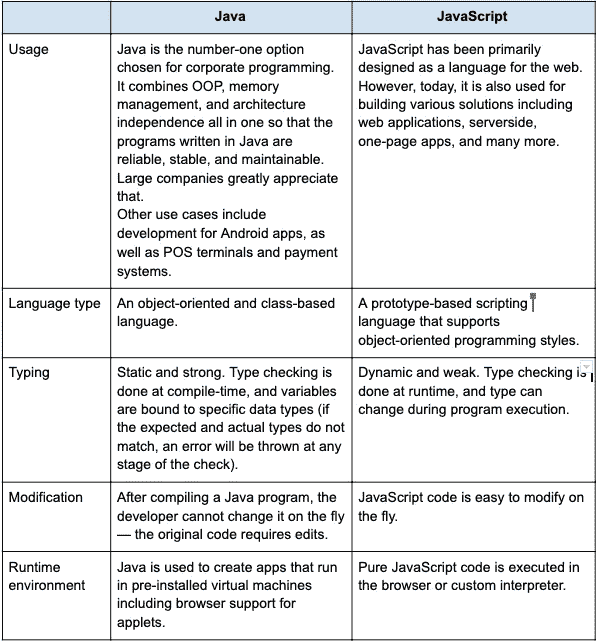 Java JavaScript
Usage
Java is the number-one option
chosen for corporate programming.
It combines OOP, memory
management, and architecture
independence all in one so that the
programs written in Java are
reliable, stable, and maintainable.
Large companies greatly appreciate
that.
Other use cases include
development for Android apps, as
well as POS terminals and payment
systems.
JavaScript has been primarily
designed as a language for the web.
However, today, it is also used for
building various solutions including
web applications, serverside,
one-page apps, and many more.
Language type
An object-oriented and class-based
language.
A prototype-based scripting
language that supports
object-oriented programming styles.
Typing
Static and strong. Type checking is
done at compile-time, and variables
are bound to specific data types (if
the expected and actual types do not
match, an error will be thrown at any
stage of the check).
Dynamic and weak. Type checking is
done at runtime, and type can
change during program execution.
Modification
After compiling a Java program, the
developer cannot change it on the fly
— the original code requires edits.
JavaScript code is easy to modify on
the fly.
Runtime
environment
Java is used to create apps that run
in pre-installed virtual machines
including browser support for
applets.
Pure JavaScript code is executed in
the browser or custom interpreter.